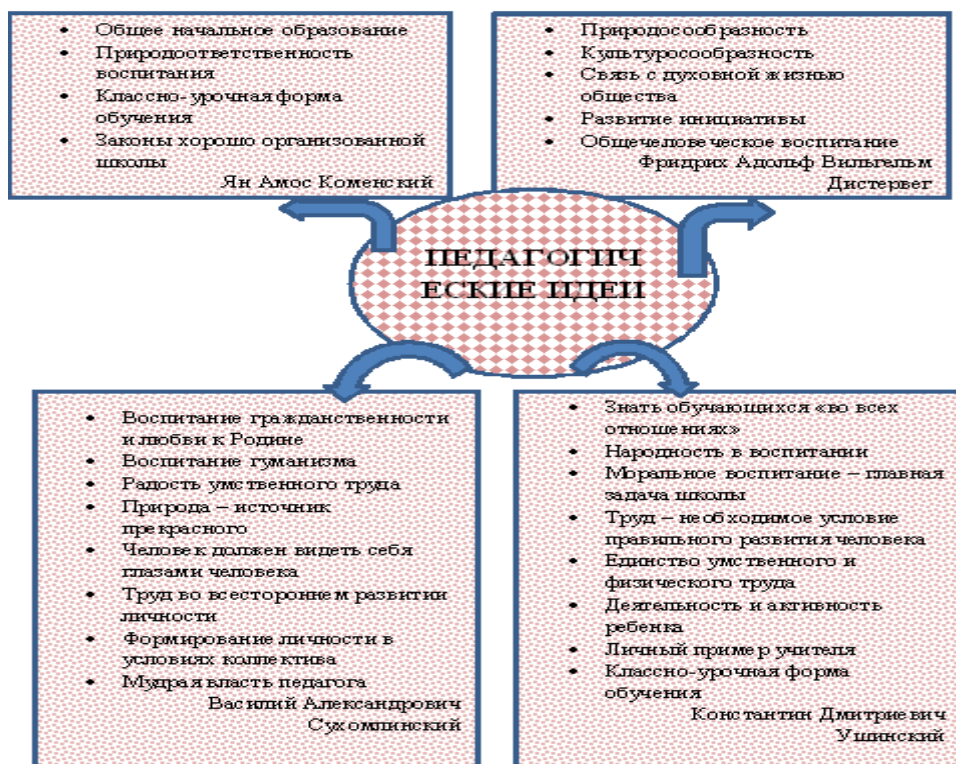 • Общее начальное образование
• Природоответственность
воспитания
• Классно-урочная форма
обучения
• Законы хорошо организованной
школы
Ян Амос Коменский
• Природосообразность
• Культуросообразность
• Связь с духовной жизнью
общества
• Развитие инициативы
• Общечеловеческое воспитание
Фридрих Адольф Вильгельм
Дистервег
ПЕДАГОГИЧ
ЕСКИЕ ИДЕИ
• Воспитание гражданственности
и любви к Родине
• Воспитание гуманизма
• Радость умственного труда
• Природа – источник
прекрасного
• Человек должен видеть себя
глазами человека
• Труд во всестороннем развитии
личности
• Формирование личности в
условиях коллектива
• Мудрая власть педагога
Василий Александрович
Сухомлинский
• Знать обучающихся «во всех
отношениях»
• Народность в воспитании
• Моральное воспитание – главная
задача школы
• Труд – необходимое условие
правильного развития человека
• Единство умственного и
физического труда
• Деятельность и активность
ребенка
• Личный пример учителя
• Классно-урочная форма
обучения
Константин Дмитриевич
Ушинский